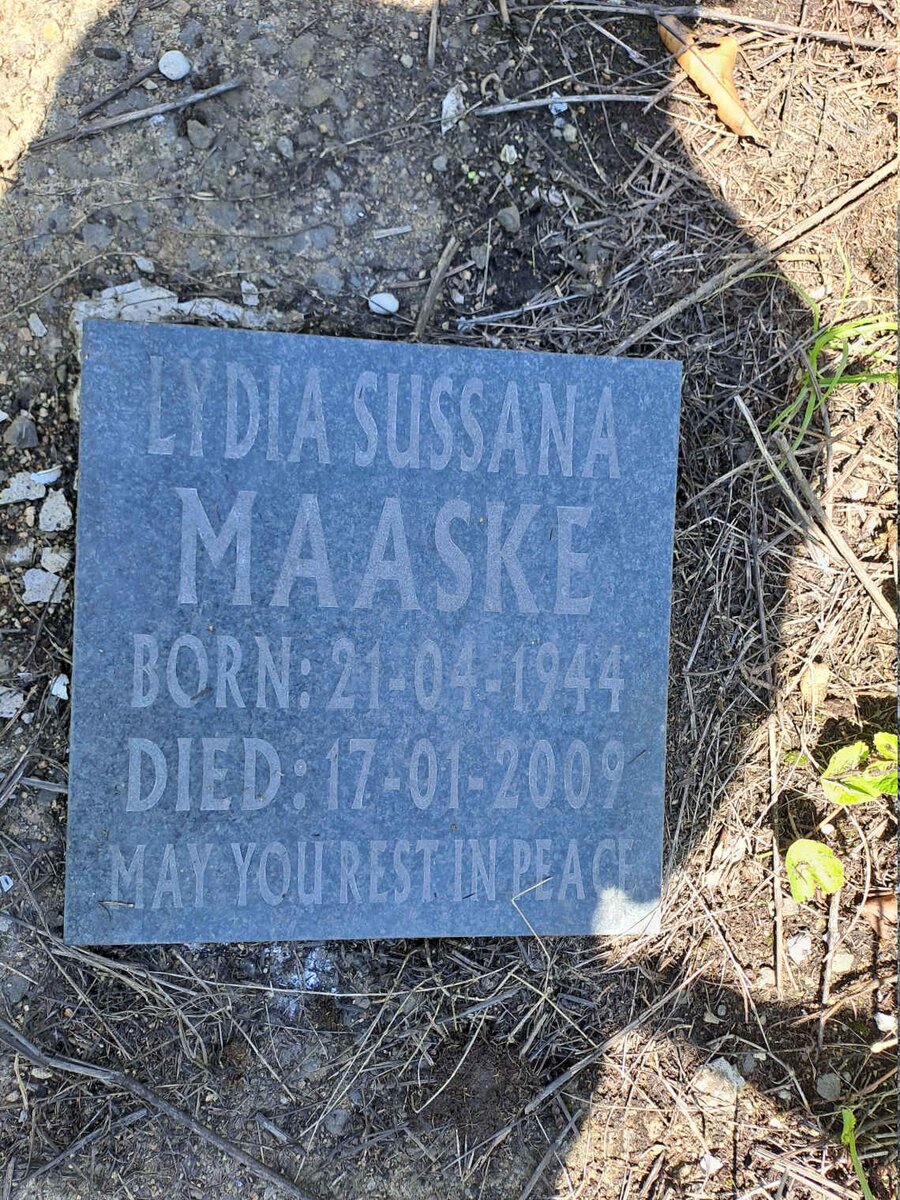 LYDIA SUSSANA
MAASKE
BORN: 21-04-1944
DIED: 17-01-2009
MAY YOU REST IN PEACE